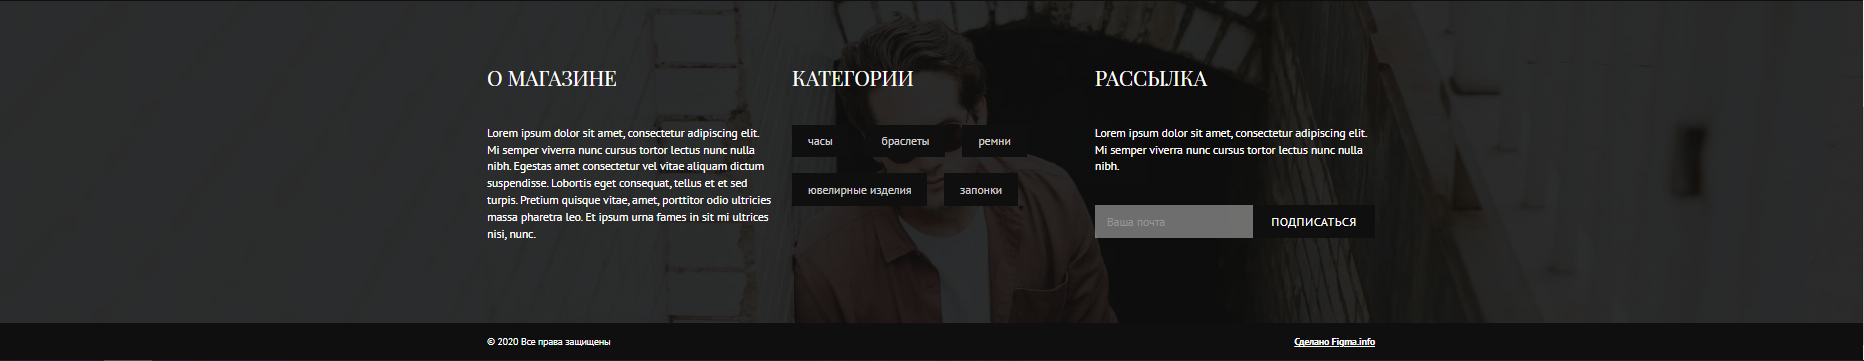 О МАГАЗИНЕ
Lorem ipsum dolor sit amet, consectetur adipiscing elit.
Mi semper viverra nunc cursus tortor lectus nunc nulla
nibh. Egestas amet consectetur vel vitae aliquam dictum
suspendisse. Lobortis eget consequat, tellus et et sed
turpis. Pretium quisque vitae, amet, porttitor odio ultricies
massa pharetra leo. Et ipsum urna fames in sit mi ultrices
nisi, nunc.
КАТЕГОРИИ
часы
браслеты
ремни
ювелирные изделия
запонки
РАССЫЛКА
Lorem ipsum dolor sit amet, consectetur adipiscing elit.
Mi semper viverra nunc cursus tortor lectus nunc nulla
nibh.
Ваша почта
ПОДПИСАТЬСЯ
© 2020 Все права защищены
Сделано Figma.info